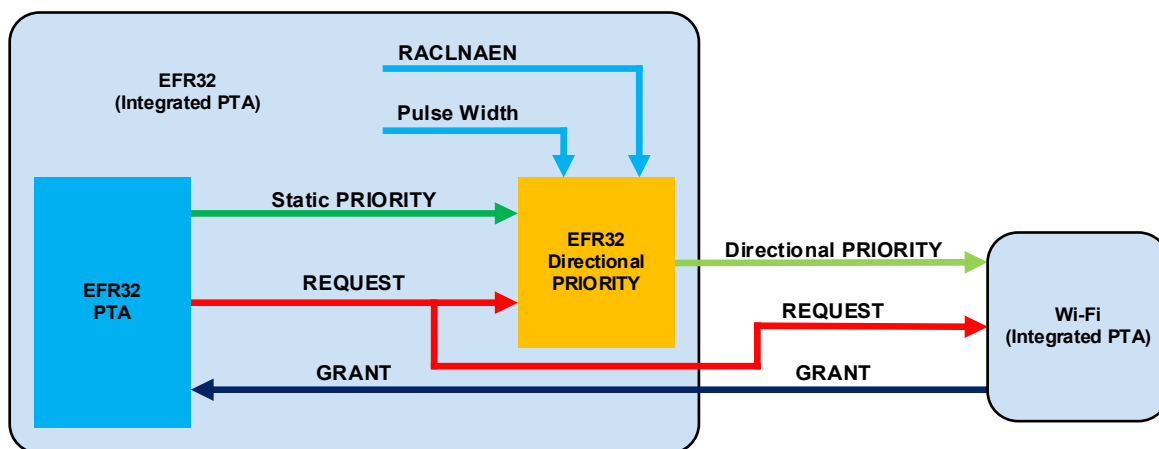 RACLNAEN
EFR32
(Integrated PTA)
Pulse Width
Static PRIORITY
EFR32
Directional
PRIORITY
Directional PRIORITY
EFR32
PTA
REQUEST
REQUEST
Wi-Fi
(Integrated PTA)
GRANT
GRANT